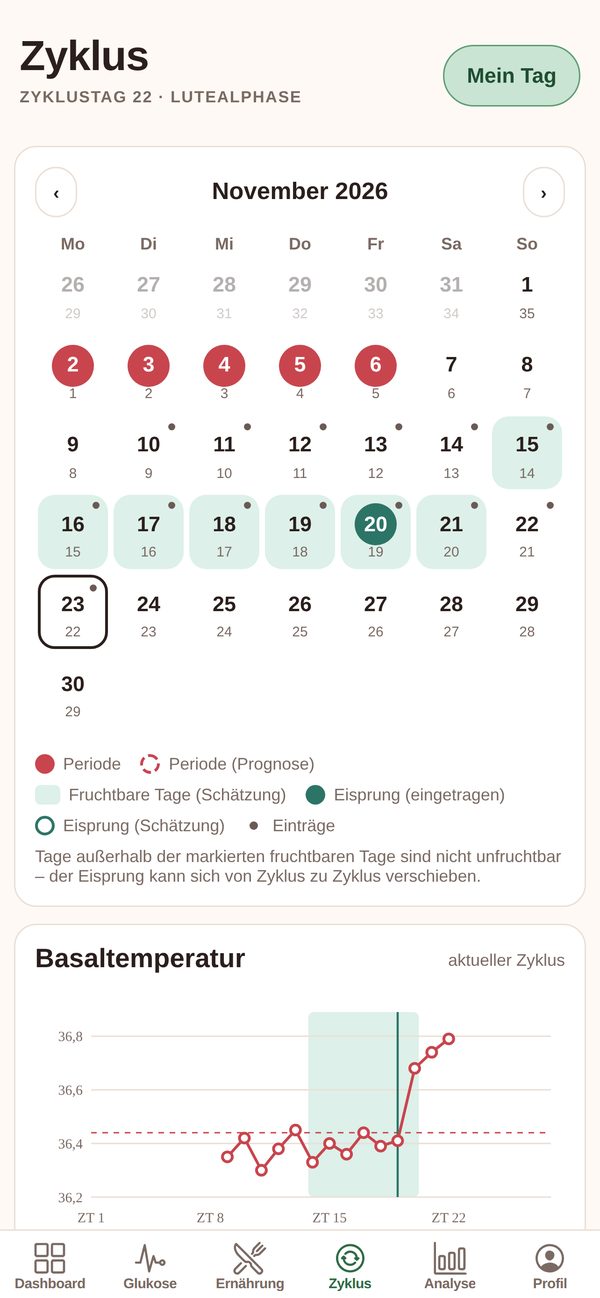 Zyklus
ZYKLUSTAG 22 · LUTEALPHASE
Mein Tag
‹ November 2026 ›
Mo Di Mi Do Fr Sa So
26 27 28 29 30 31 1
29 30 31 32 33 34 35
2 3 4 5 6 7 8
1 2 3 4 5 6 7
9 10 11 12 13 14 15
8 9 10 11 12 13 14
16 17 18 19 20 21 22
15 16 17 18 19 20 21
23 24 25 26 27 28 29
22 23 24 25 26 27 28
30
29
Periode Periode (Prognose)
Fruchtbare Tage (Schätzung) Eisprung (eingetragen)
Eisprung (Schätzung) Einträge
Tage außerhalb der markierten fruchtbaren Tage sind nicht unfruchtbar
– der Eisprung kann sich von Zyklus zu Zyklus verschieben.
Basaltemperatur aktueller Zyklus
36,8
36,6
36,4
36,2
ZT 1 ZT 8 ZT 15 ZT 22
Dashboard Glukose Ernährung Zyklus Analyse Profil